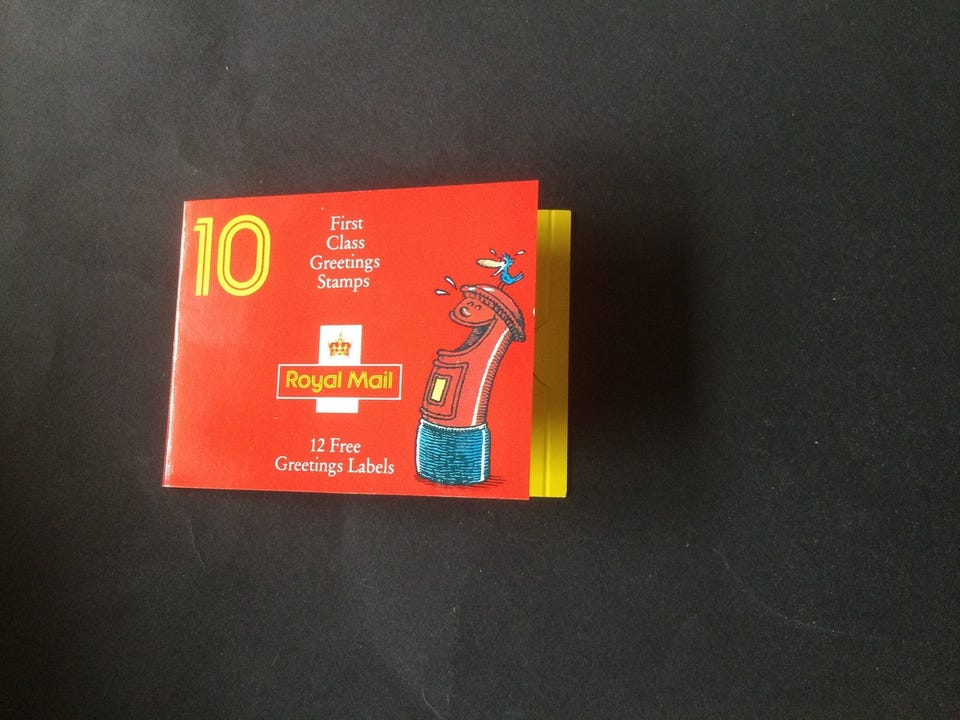 10
First
Class
Greetings
Stamps
Royal Mail
12 Free
Greetings Labels